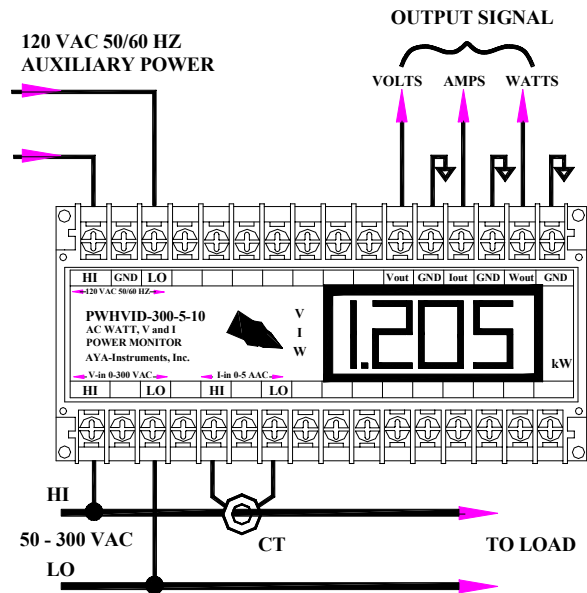 OUTPUT SIGNAL
120 VAC 50/60 HZ
AUXILIARY POWER
VOLTS AMPS WATTS
HI GND LO Vout GND Iout GND Wout GND
120 VAC 50/60 HZ
PWHVID-300-5-10
AC WATT, V and I
POWER MONITOR
AYA-Instruments, Inc.
V
I
W
1.205
kW
V-in 0-300 VAC I-in 0-5 AAC
HI LO HI LO
HI
50 - 300 VAC CT TO LOAD
LO